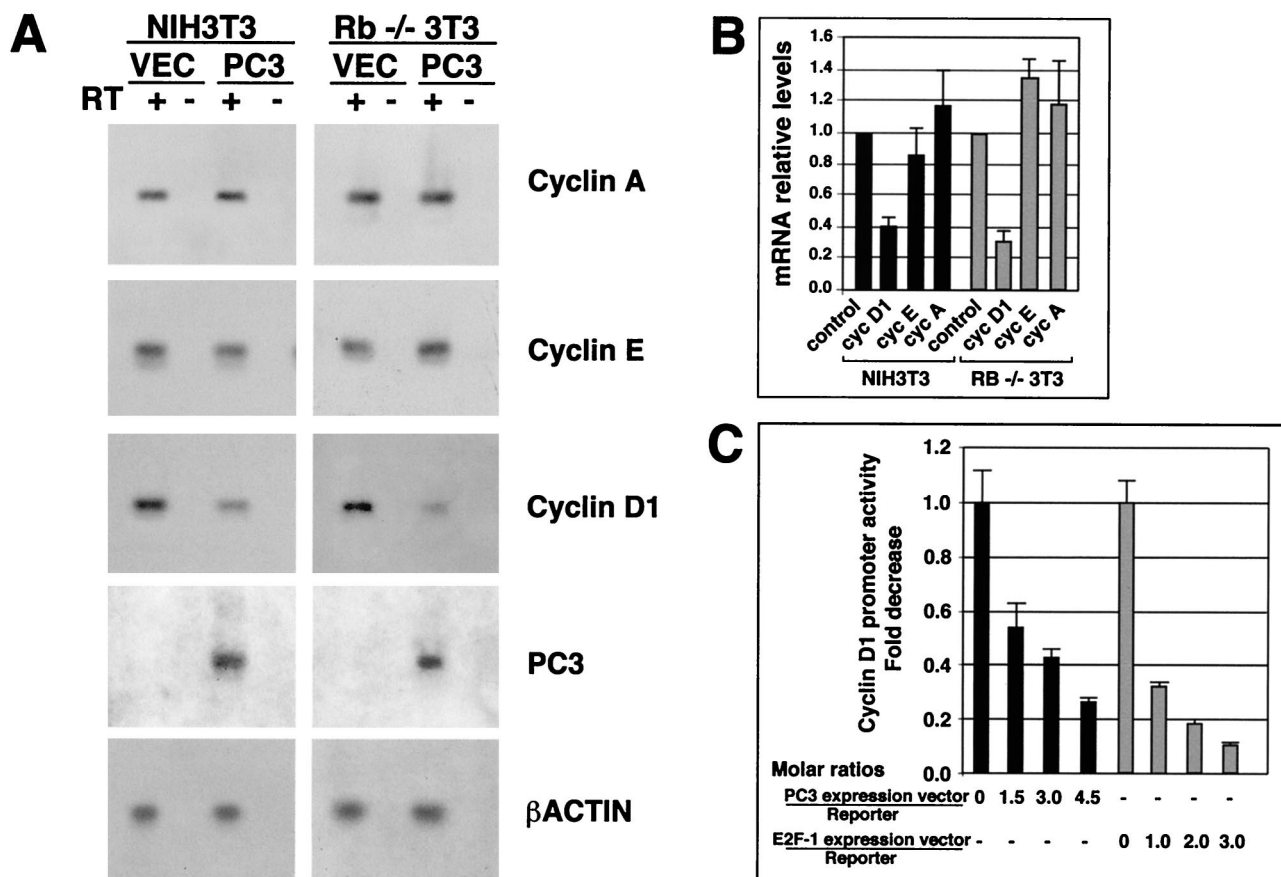 A
NIH3T3 Rb -/- 3T3
VEC PC3 VEC PC3
RT + - + - + - + -
Cyclin A
Cyclin E
Cyclin D1
PC3
βACTIN
B
mRNA relative levels
1.6
1.4
1.2
1.0
0.8
0.6
0.4
0.2
0.0
control cyc D1 cyc E cyc A control cyc D1 cyc E cyc A
NIH3T3 RB -/- 3T3
C
Cyclin D1 promoter activity
Fold decrease
1.2
1.0
0.8
0.6
0.4
0.2
0.0
Molar ratios
PC3 expression vector 0 1.5 3.0 4.5 - - - -
Reporter
E2F-1 expression vector - - - - 0 1.0 2.0 3.0
Reporter